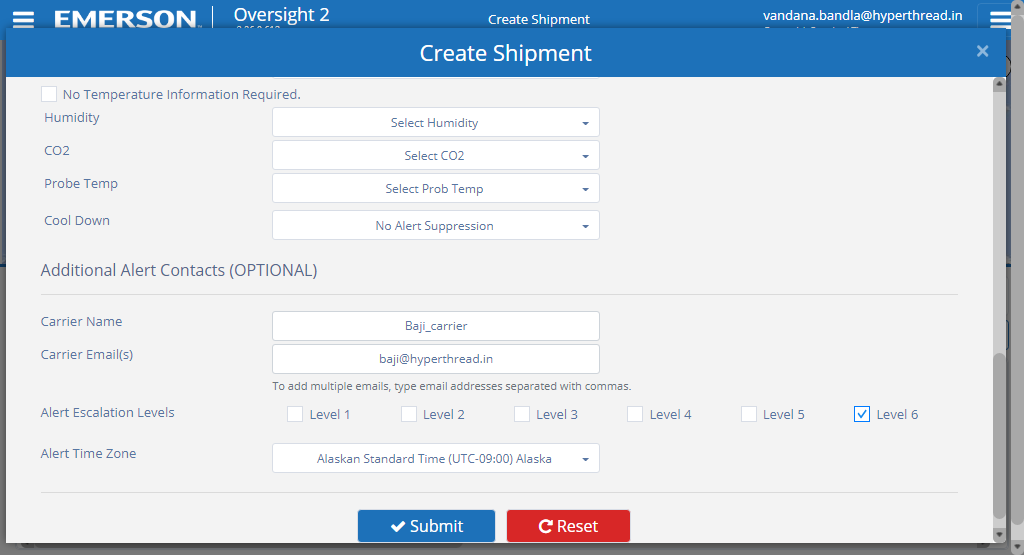 EMERSON
Oversight 2
Create Shipment
vandana.bandla@hyperthread.in
Create Shipment
×
No Temperature Information Required.
Humidity
Select Humidity
CO2
Select CO2
Probe Temp
Select Prob Temp
Cool Down
No Alert Suppression
Additional Alert Contacts (OPTIONAL)
Carrier Name
Baji_carrier
Carrier Email(s)
baji@hyperthread.in
To add multiple emails, type email addresses separated with commas.
Alert Escalation Levels
Level 1 Level 2 Level 3 Level 4 Level 5 Level 6
Alert Time Zone
Alaskan Standard Time (UTC-09:00) Alaska
Submit Reset